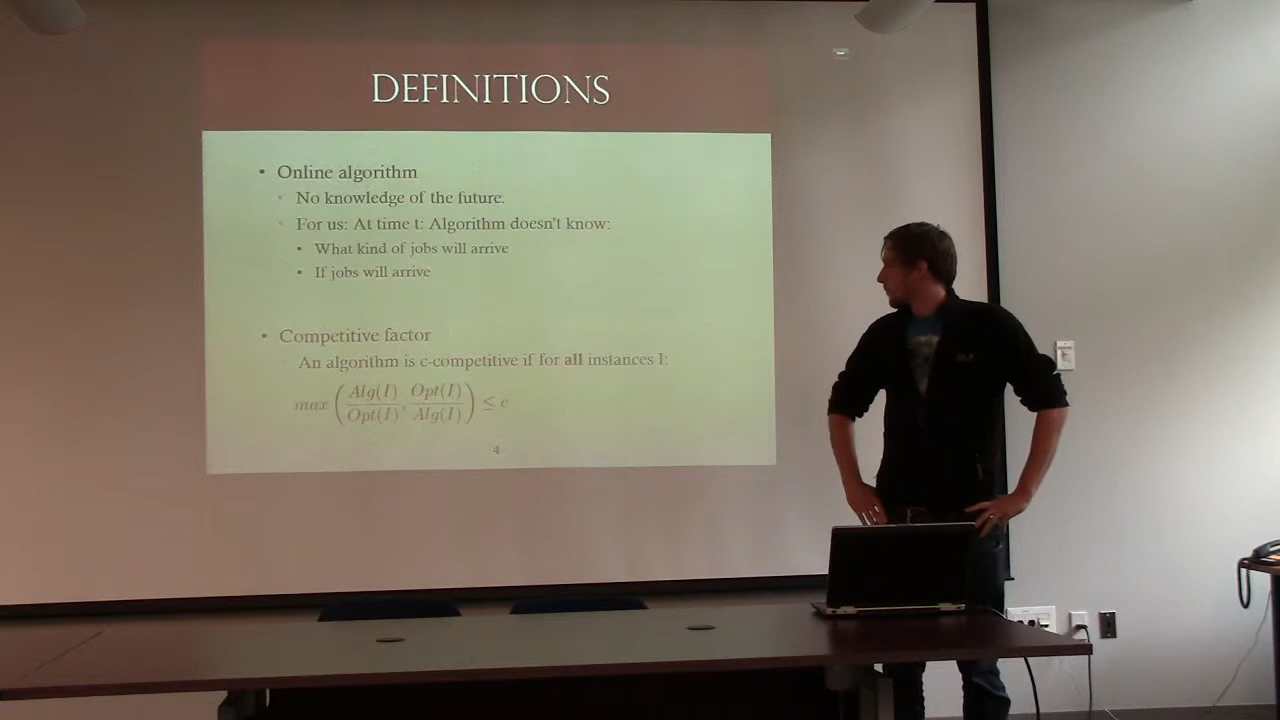 DEFINITIONS
• Online algorithm
• No knowledge of the future.
• For us: At time t: Algorithm doesn't know:
• What kind of jobs will arrive
• If jobs will arrive
• Competitive factor
An algorithm is c-competitive if for all instances I:
max ( Alg(I)/Opt(I), Opt(I)/Alg(I) ) ≤ c
4